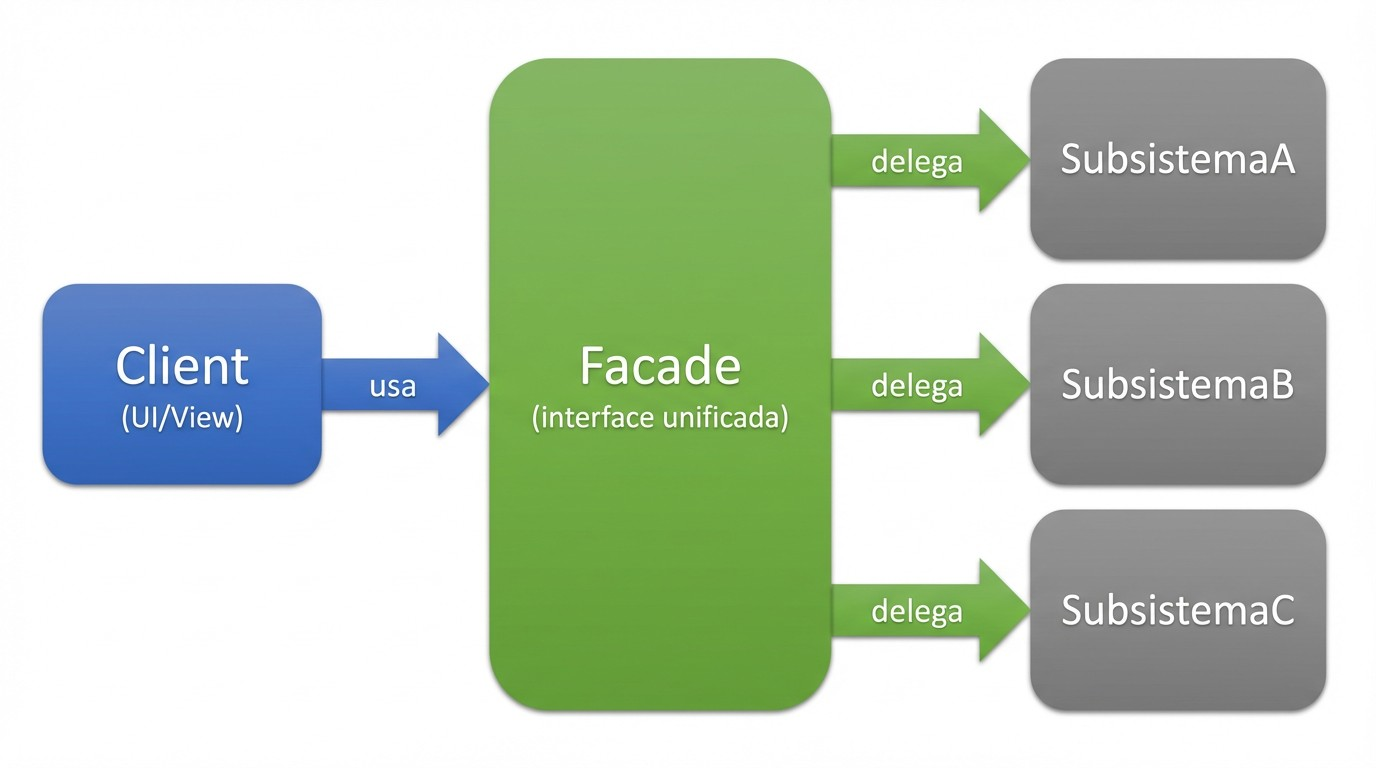 Client
(UI/View)
usa
Facade
(interface unificada)
delega
SubsistemaA
delega
SubsistemaB
delega
SubsistemaC